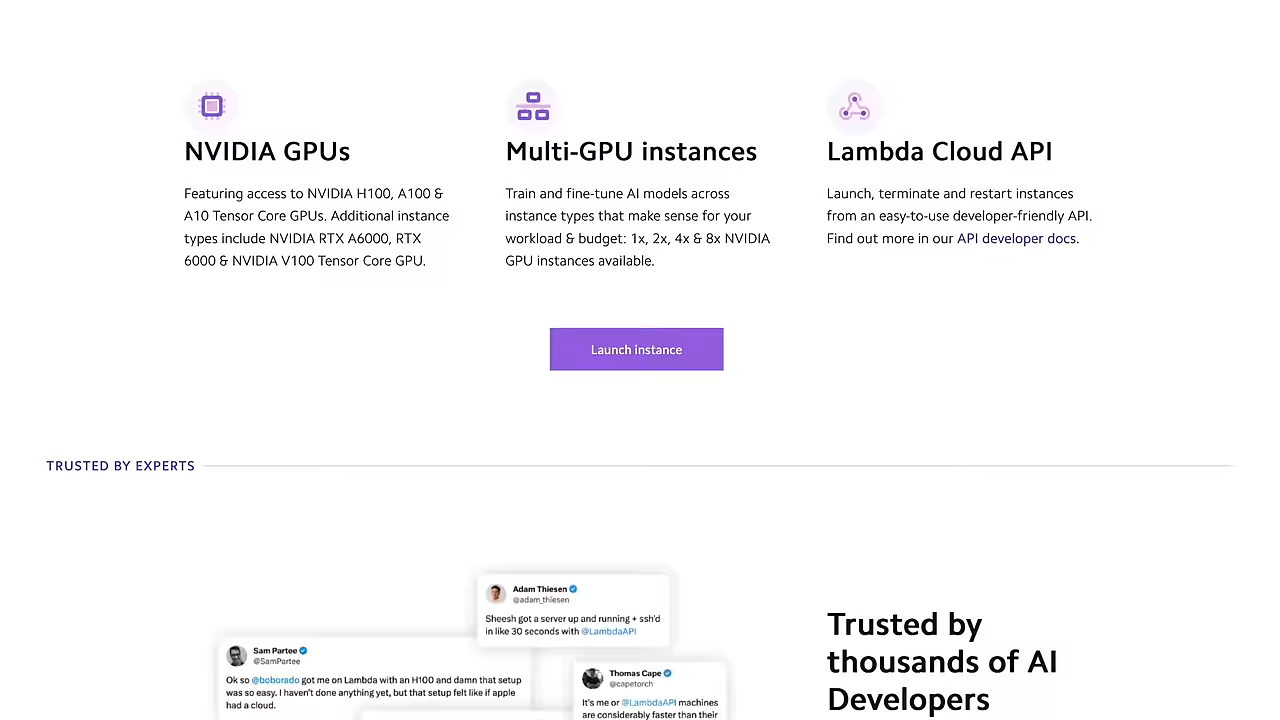 NVIDIA GPUs
Featuring access to NVIDIA H100, A100 &
A10 Tensor Core GPUs. Additional instance
types include NVIDIA RTX A6000, RTX
6000 & NVIDIA V100 Tensor Core GPU.
Multi-GPU instances
Train and fine-tune AI models across
instance types that make sense for your
workload & budget: 1x, 2x, 4x & 8x NVIDIA
GPU instances available.
Lambda Cloud API
Launch, terminate and restart instances
from an easy-to-use developer-friendly API.
Find out more in our API developer docs.
Launch instance
TRUSTED BY EXPERTS
Adam Thiesen
@adam_thiesen
Sheesh got a server up and running + ssh'd
in like 30 seconds with @LambdaAPI
Sam Partee
@SamPartee
Ok so @boborado got me on Lambda with an H100 and damn that setup
was so easy. I haven't done anything yet, but that setup felt like if apple
had a cloud.
Thomas Cape
@capetorch
It's me or @LambdaAPI machines
are considerably faster than their
Trusted by
thousands of AI
Developers